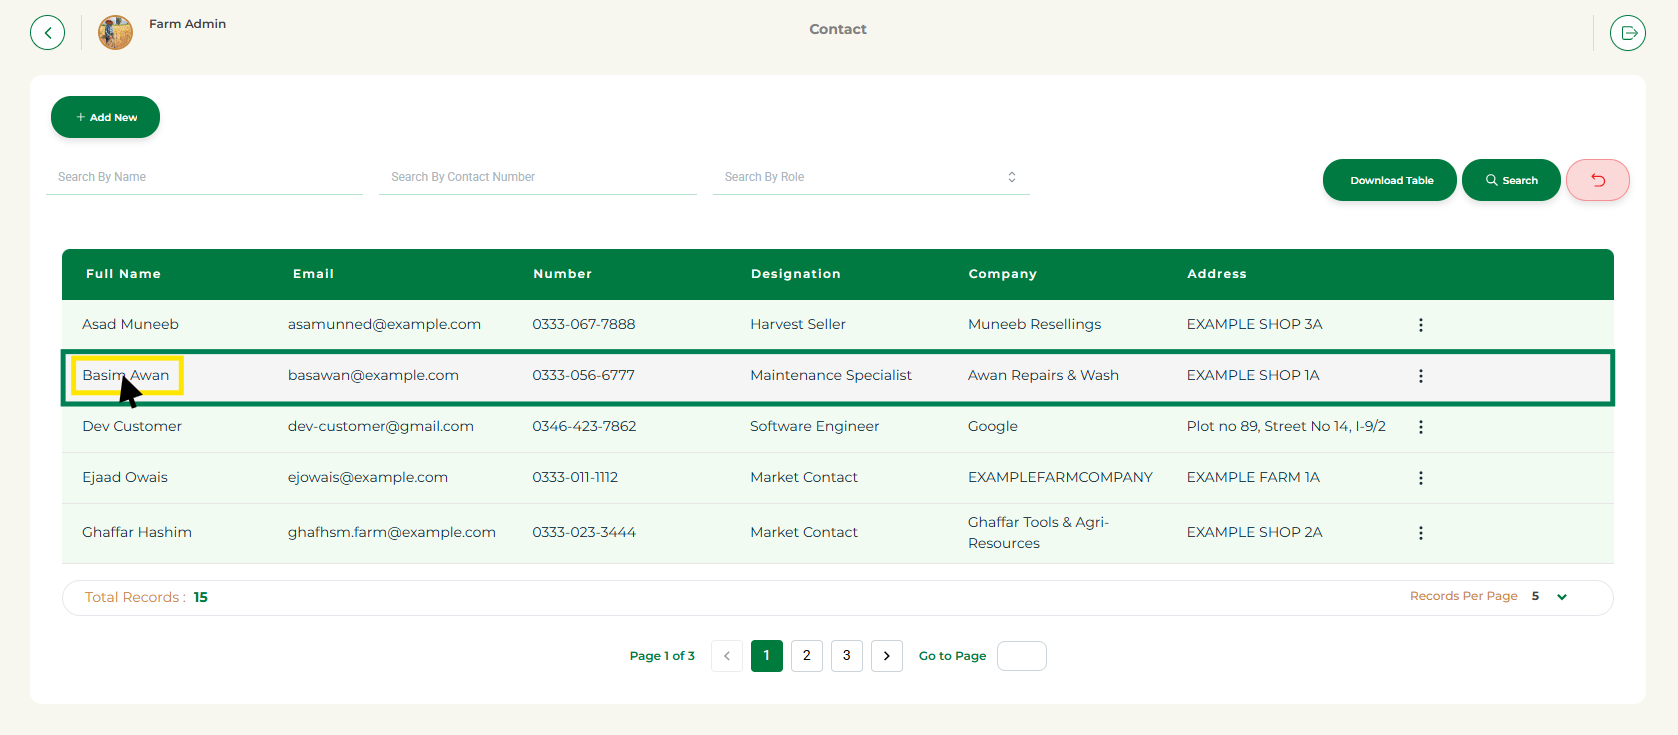 Farm Admin
Contact
+ Add New
Search By Name
Search By Contact Number
Search By Role
Download Table
Search
Full Name Email Number Designation Company Address
Asad Muneeb asamunned@example.com 0333-067-7888 Harvest Seller Muneeb Resellings EXAMPLE SHOP 3A
Basim Awan basawan@example.com 0333-056-6777 Maintenance Specialist Awan Repairs & Wash EXAMPLE SHOP 1A
Dev Customer dev-customer@gmail.com 0346-423-7862 Software Engineer Google Plot no 89, Street No 14, I-9/2
Ejaad Owais ejowais@example.com 0333-011-1112 Market Contact EXAMPLEFARMCOMPANY EXAMPLE FARM 1A
Ghaffar Hashim ghafhsm.farm@example.com 0333-023-3444 Market Contact Ghaffar Tools & Agri-
Resources EXAMPLE SHOP 2A
Total Records : 15
Records Per Page 5
Page 1 of 3 < 1 2 3 > Go to Page